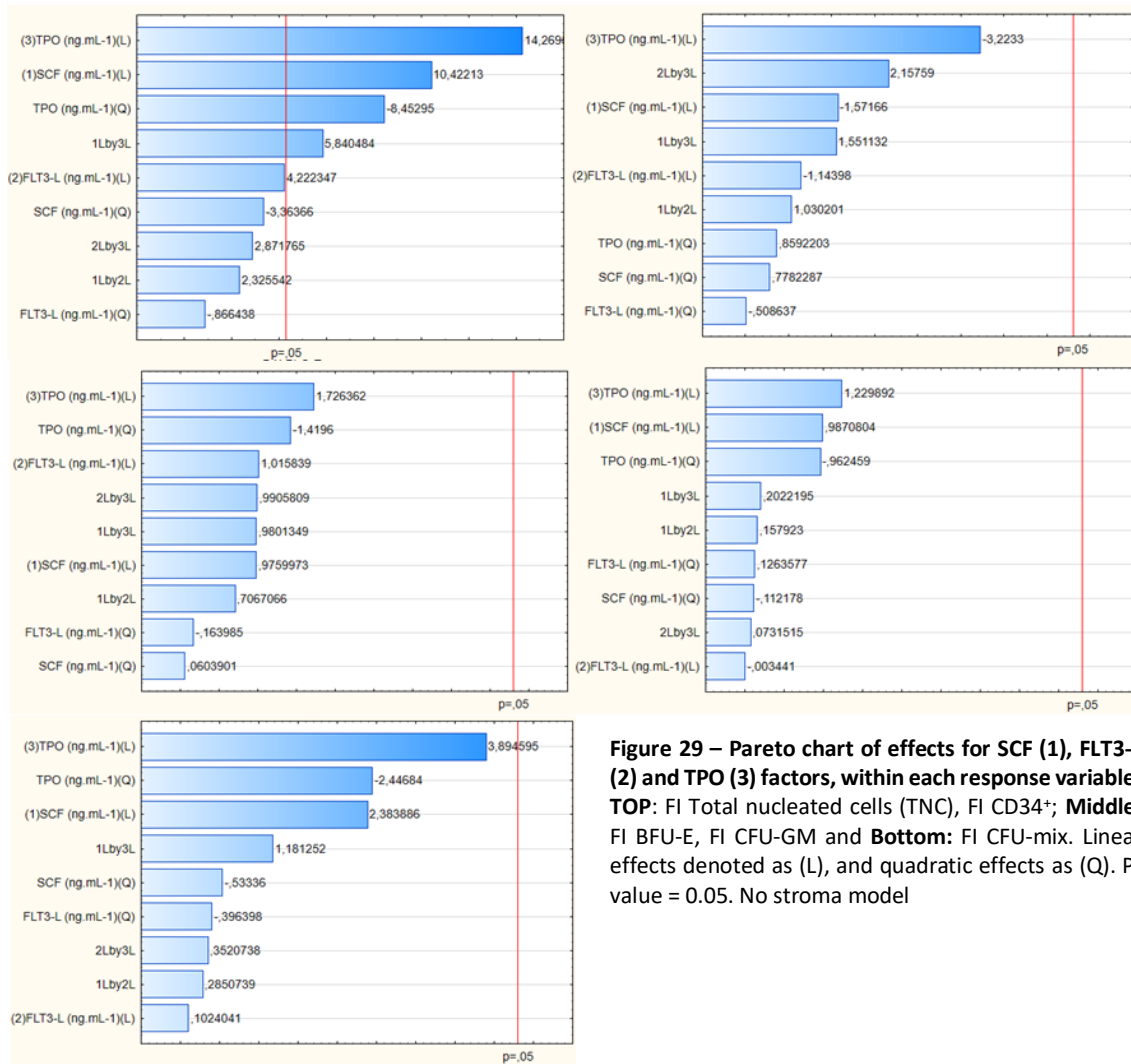 (3)TPO (ng.mL-1)(L) 14,269
(1)SCF (ng.mL-1)(L) 10,42213
TPO (ng.mL-1)(Q) -8,45295
1Lby3L 5,840484
(2)FLT3-L (ng.mL-1)(L) 4,222347
SCF (ng.mL-1)(Q) -3,36366
2Lby3L 2,871765
1Lby2L 2,325542
FLT3-L (ng.mL-1)(Q) -,866438
p=,05
(3)TPO (ng.mL-1)(L) -3,2233
2Lby3L 2,15759
(1)SCF (ng.mL-1)(L) -1,57166
1Lby3L 1,551132
(2)FLT3-L (ng.mL-1)(L) -1,14398
1Lby2L 1,030201
TPO (ng.mL-1)(Q) ,8592203
SCF (ng.mL-1)(Q) ,7782287
FLT3-L (ng.mL-1)(Q) -,508637
p=,05
(3)TPO (ng.mL-1)(L) 1,726362
TPO (ng.mL-1)(Q) -1,4196
(2)FLT3-L (ng.mL-1)(L) 1,015839
2Lby3L ,9905809
1Lby3L ,9801349
(1)SCF (ng.mL-1)(L) ,9759973
1Lby2L ,7067066
FLT3-L (ng.mL-1)(Q) -,163985
SCF (ng.mL-1)(Q) ,0603901
p=,05
(3)TPO (ng.mL-1)(L) 1,229892
(1)SCF (ng.mL-1)(L) ,9870804
TPO (ng.mL-1)(Q) -,962459
1Lby3L ,2022195
1Lby2L ,157923
FLT3-L (ng.mL-1)(Q) ,1263577
SCF (ng.mL-1)(Q) -,112178
2Lby3L ,0731515
(2)FLT3-L (ng.mL-1)(L) -,003441
p=,05
(3)TPO (ng.mL-1)(L) 3,894595
TPO (ng.mL-1)(Q) -2,44684
(1)SCF (ng.mL-1)(L) 2,383886
1Lby3L 1,181252
SCF (ng.mL-1)(Q) -,53336
FLT3-L (ng.mL-1)(Q) -,396398
2Lby3L ,3520738
1Lby2L ,2850739
(2)FLT3-L (ng.mL-1)(L) ,1024041
p=,05
Figure 29 – Pareto chart of effects for SCF (1), FLT3-
(2) and TPO (3) factors, within each response variable
TOP: FI Total nucleated cells (TNC), FI CD34⁺; Middle
FI BFU-E, FI CFU-GM and Bottom: FI CFU-mix. Linea
effects denoted as (L), and quadratic effects as (Q). P
value = 0.05. No stroma model